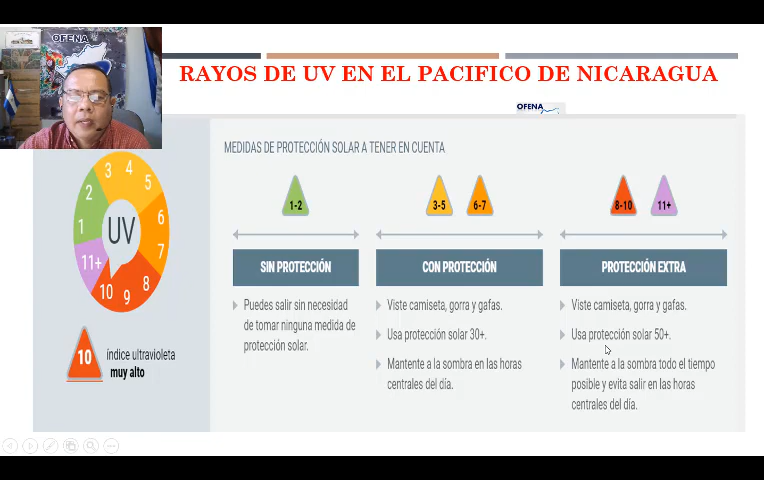 OFENA
RAYOS DE UV EN EL PACIFICO DE NICARAGUA
OFENA
MEDIDAS DE PROTECCIÓN SOLAR A TENER EN CUENTA
1 2 3 4 5 6 7 8 9 10 11+
UV
10
índice ultravioleta
muy alto
1-2
SIN PROTECCIÓN
Puedes salir sin necesidad
de tomar ninguna medida de
protección solar.
3-5 6-7
CON PROTECCIÓN
Viste camiseta, gorra y gafas.
Usa protección solar 30+.
Mantente a la sombra en las horas
centrales del día.
8-10 11+
PROTECCIÓN EXTRA
Viste camiseta, gorra y gafas.
Usa protección solar 50+.
Mantente a la sombra todo el tiempo
posible y evita salir en las horas
centrales del día.